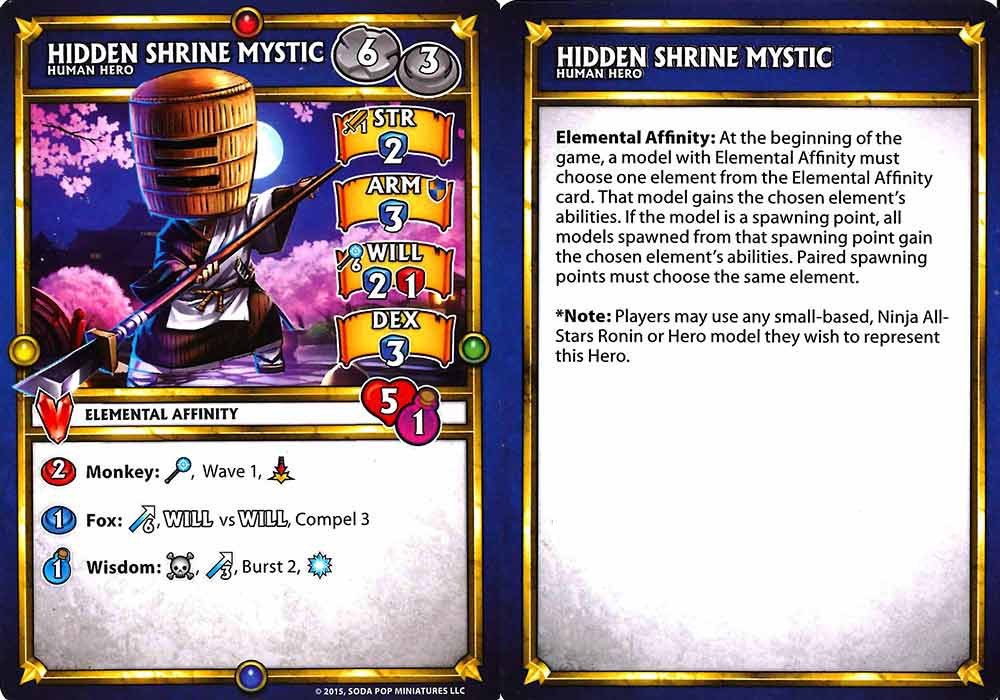 HIDDEN SHRINE MYSTIC
HUMAN HERO
6
3
1 STR
2
ARM
3
6 WILL
2 1
DEX
3
5
1
ELEMENTAL AFFINITY
2 Monkey: , Wave 1,
1 Fox: 6, WILL vs WILL, Compel 3
1 Wisdom: , 3, Burst 2,
© 2015, SODA POP MINIATURES LLC
HIDDEN SHRINE MYSTIC
HUMAN HERO
Elemental Affinity: At the beginning of the
game, a model with Elemental Affinity must
choose one element from the Elemental Affinity
card. That model gains the chosen element's
abilities. If the model is a spawning point, all
models spawned from that spawning point gain
the chosen element's abilities. Paired spawning
points must choose the same element.
*Note: Players may use any small-based, Ninja All-
Stars Ronin or Hero model they wish to represent
this Hero.